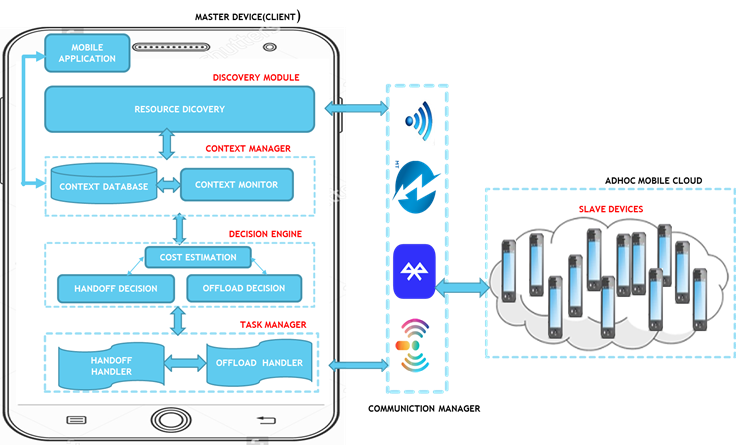 MASTER DEVICE(CLIENT)
MOBILE
APPLICATION
DISCOVERY MODULE
RESOURCE DICOVERY
CONTEXT MANAGER
CONTEXT DATABASE
CONTEXT MONITOR
DECISION ENGINE
COST ESTIMATION
HANDOFF DECISION
OFFLOAD DECISION
TASK MANAGER
HANDOFF
HANDLER
OFFLOAD HANDLER
COMMUNICTION MANAGER
ADHOC MOBILE CLOUD
SLAVE DEVICES